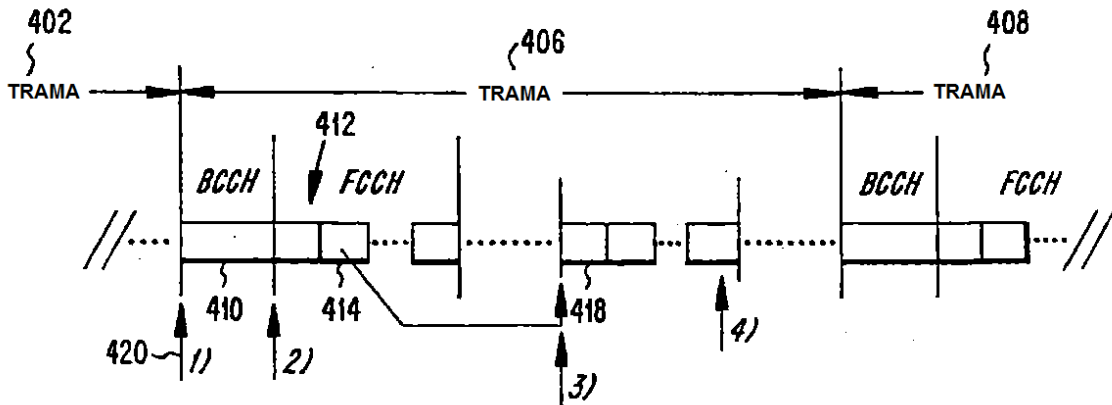 402
406
408
TRAMA TRAMA TRAMA
412
BCCH FCCH BCCH FCCH
410 414 418
420 1) 2) 3) 4)